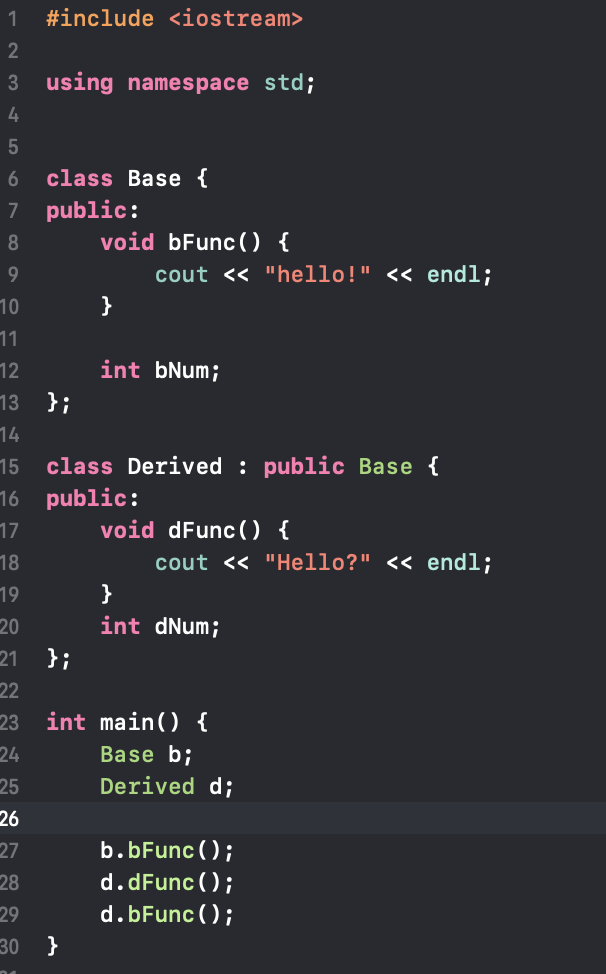 1 #include <iostream>
2
3 using namespace std;
4
5
6 class Base {
7 public:
8     void bFunc() {
9         cout << "hello!" << endl;
10     }
11
12     int bNum;
13 };
14
15 class Derived : public Base {
16 public:
17     void dFunc() {
18         cout << "Hello?" << endl;
19     }
20     int dNum;
21 };
22
23 int main() {
24     Base b;
25     Derived d;
26
27     b.bFunc();
28     d.dFunc();
29     d.bFunc();
30 }